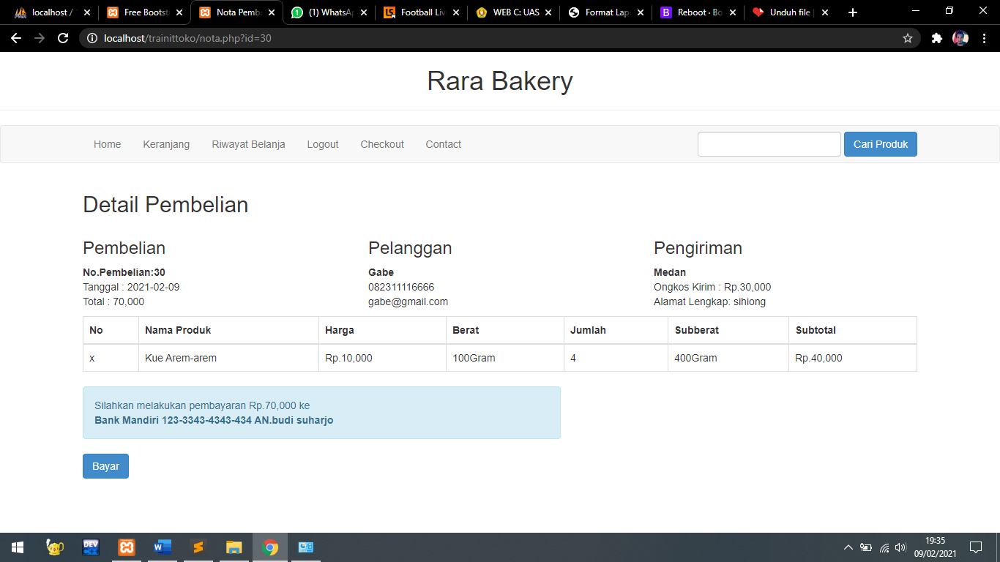 localhost /
Free Bootst
Nota Pemb
(1) WhatsA
Football Liv
WEB C: UAS
Format Lap
Reboot · Bo
Unduh file |
localhost/trainittoko/nota.php?id=30
Rara Bakery
Home Keranjang Riwayat Belanja Logout Checkout Contact Cari Produk
Detail Pembelian
Pembelian
No.Pembelian:30
Tanggal : 2021-02-09
Total : 70,000
Pelanggan
Gabe
082311116666
gabe@gmail.com
Pengiriman
Medan
Ongkos Kirim : Rp.30,000
Alamat Lengkap: sihiong
No Nama Produk Harga Berat Jumlah Subberat Subtotal
x Kue Arem-arem Rp.10,000 100Gram 4 400Gram Rp.40,000
Silahkan melakukan pembayaran Rp.70,000 ke
Bank Mandiri 123-3343-4343-434 AN.budi suharjo
Bayar
DEV
19:35
09/02/2021